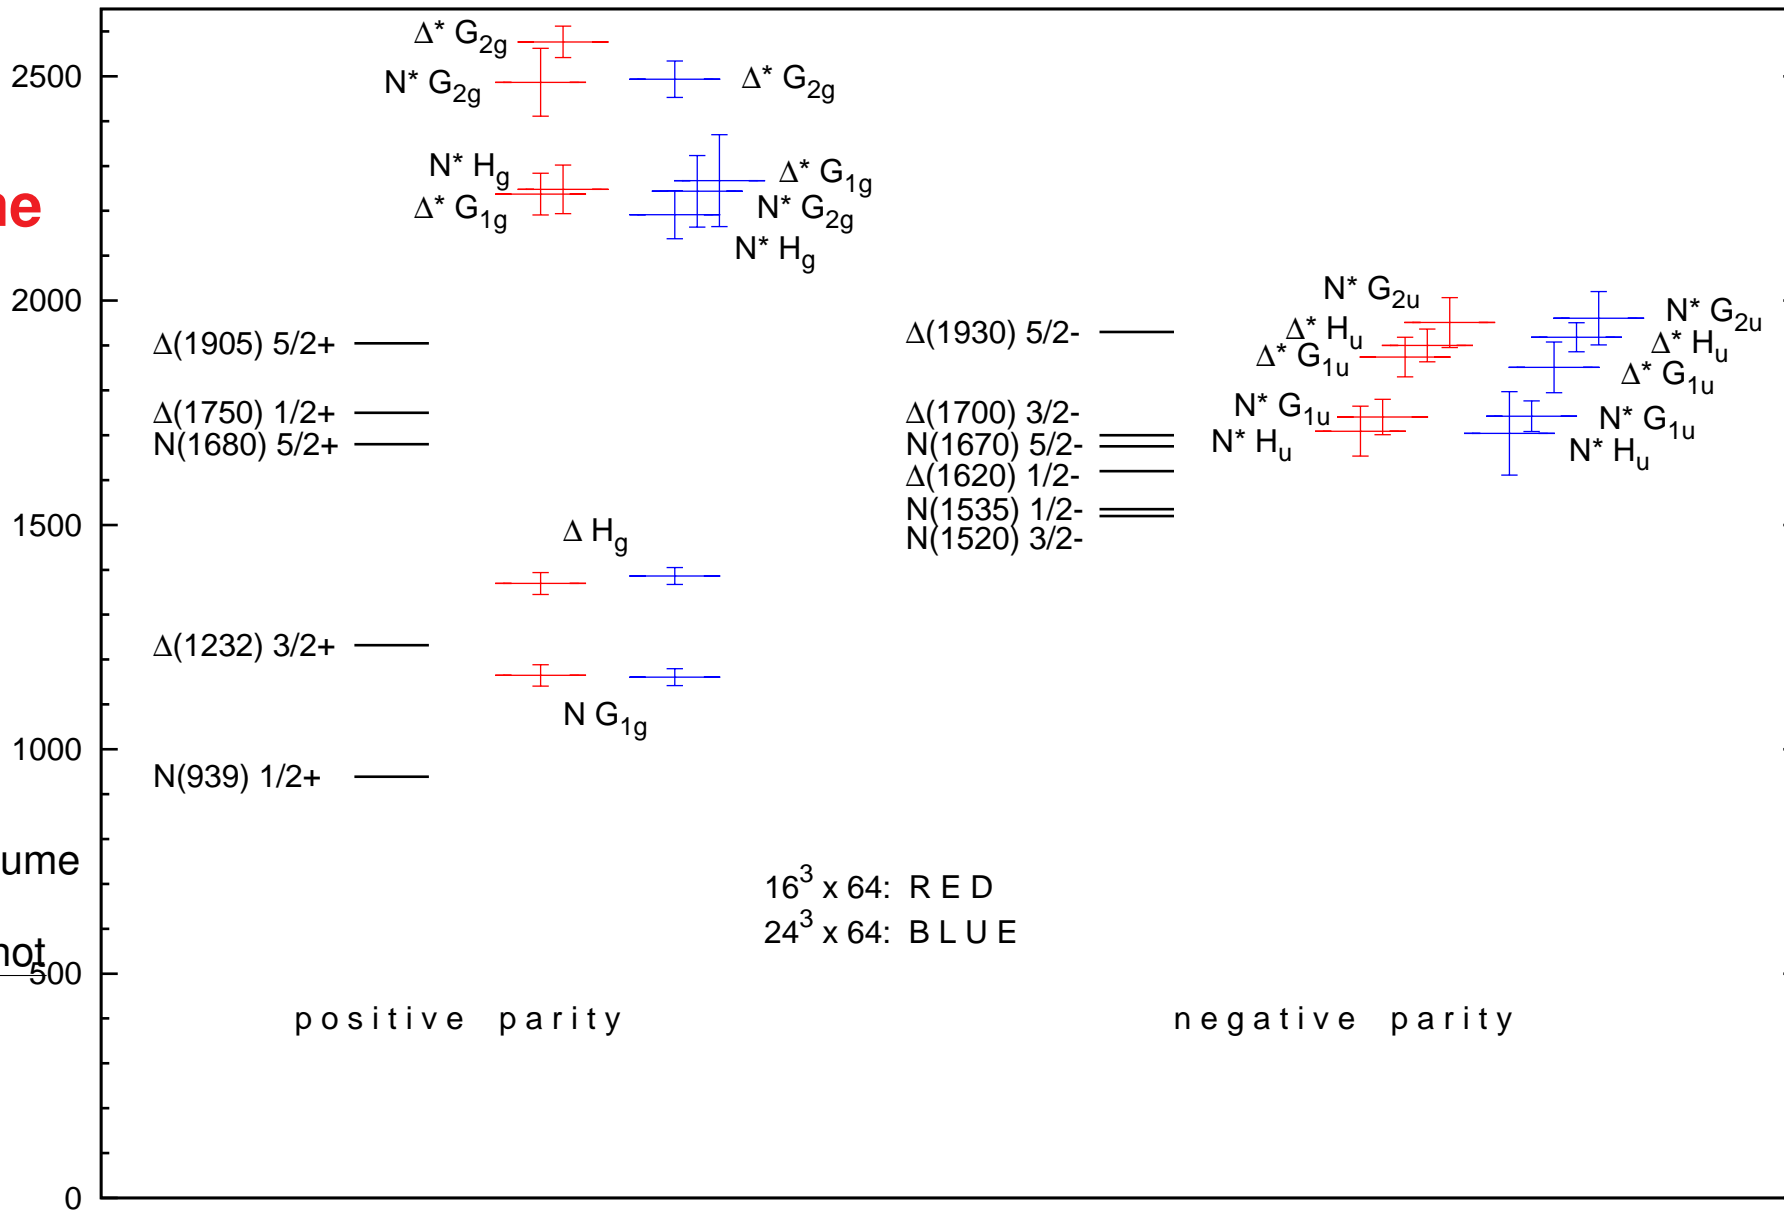 Δ* G2g
2500
N* G2g
Δ* G2g
N* Hg
Δ* G1g
Δ* G1g
N* G2g
N* Hg
2000
N* G2u
Δ* Hu
Δ* G1u
N* G1u
N* Hu
N* G2u
Δ* Hu
Δ* G1u
N* G1u
N* Hu
Δ(1905) 5/2+
Δ(1750) 1/2+
N(1680) 5/2+
Δ(1930) 5/2-
Δ(1700) 3/2-
N(1670) 5/2-
Δ(1620) 1/2-
N(1535) 1/2-
N(1520) 3/2-
1500
Δ Hg
Δ(1232) 3/2+
N G1g
1000
N(939) 1/2+
ume
16³ x 64: R E D
24³ x 64: B L U E
not
500
positive parity
negative parity
0